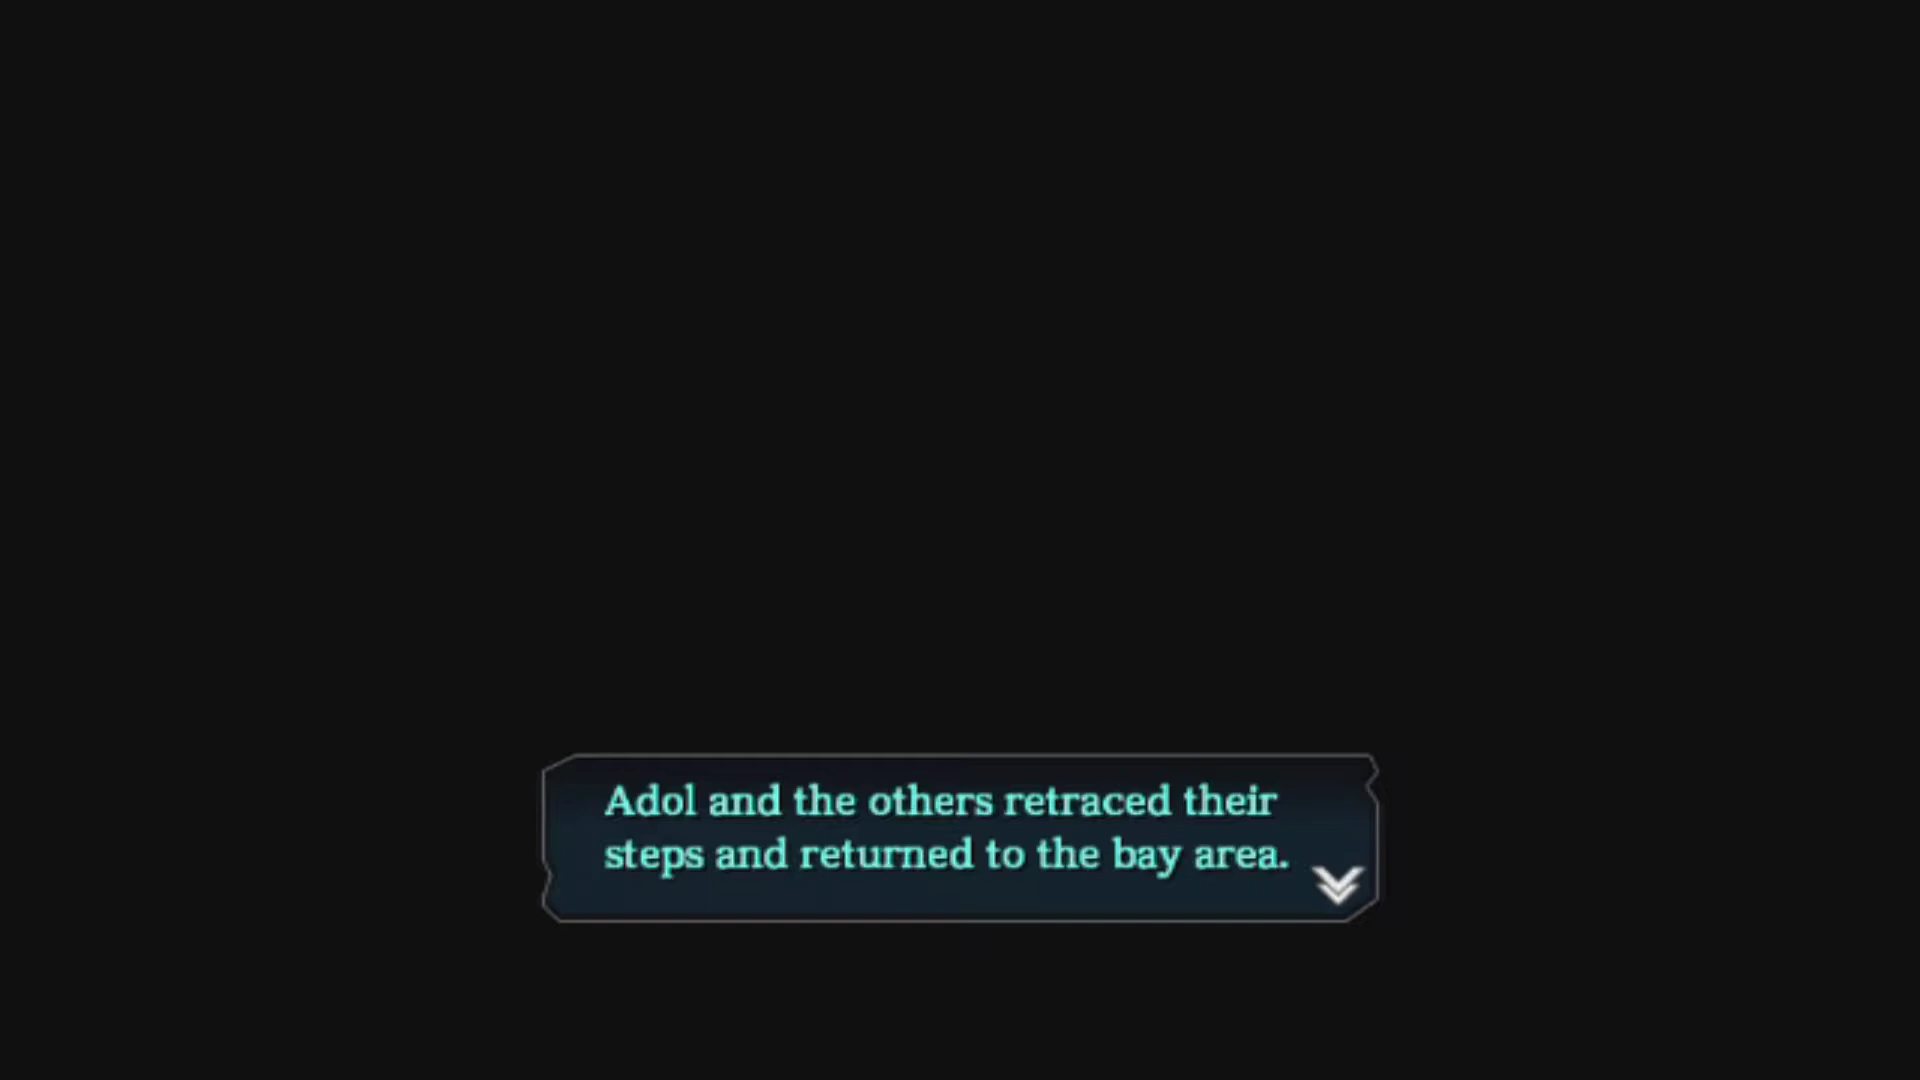 Adol and the others retraced their
steps and returned to the bay area.